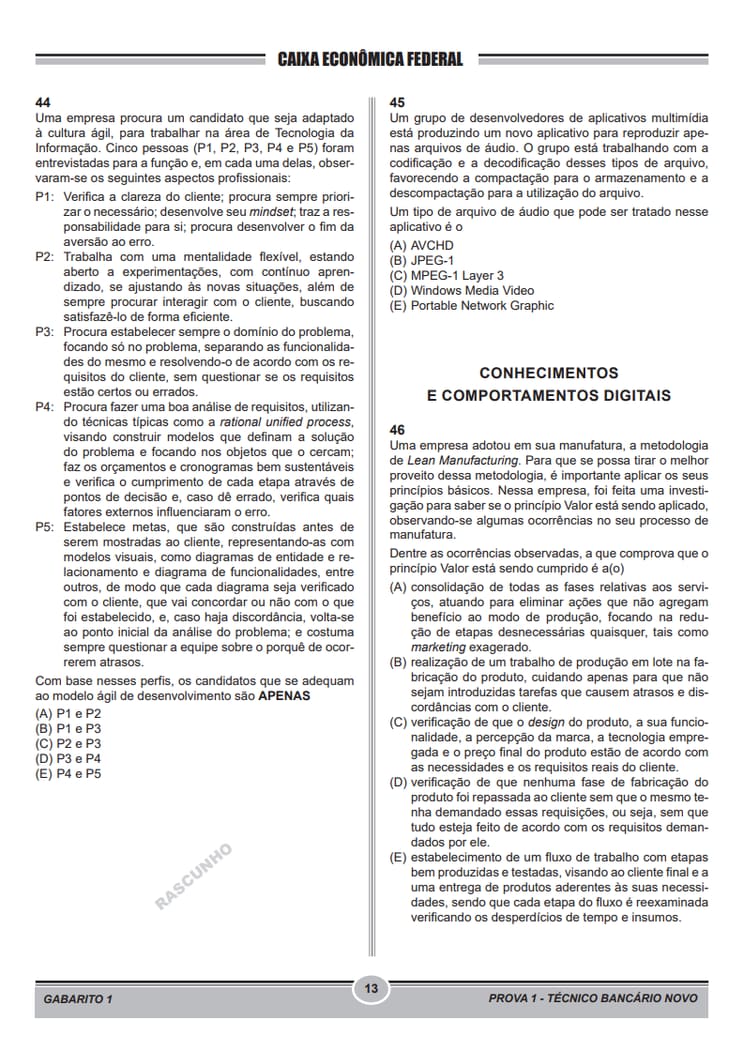 CAIXA ECONÔMICA FEDERAL
44
Uma empresa procura um candidato que seja adaptado
à cultura ágil, para trabalhar na área de Tecnologia da
Informação. Cinco pessoas (P1, P2, P3, P4 e P5) foram
entrevistadas para a função e, em cada uma delas, obser-
varam-se os seguintes aspectos profissionais:
P1: Verifica a clareza do cliente; procura sempre priori-
zar o necessário; desenvolve seu mindset; traz a res-
ponsabilidade para si; procura desenvolver o fim da
aversão ao erro.
P2: Trabalha com uma mentalidade flexível, estando
aberto a experimentações, com contínuo apren-
dizado, se ajustando às novas situações, além de
sempre procurar interagir com o cliente, buscando
satisfazê-lo de forma eficiente.
P3: Procura estabelecer sempre o domínio do problema,
focando só no problema, separando as funcionalida-
des do mesmo e resolvendo-o de acordo com os re-
quisitos do cliente, sem questionar se os requisitos
estão certos ou errados.
P4: Procura fazer uma boa análise de requisitos, utilizan-
do técnicas típicas como a rational unified process,
visando construir modelos que definam a solução
do problema e focando nos objetos que o cercam;
faz os orçamentos e cronogramas bem sustentáveis
e verifica o cumprimento de cada etapa através de
pontos de decisão e, caso dê errado, verifica quais
fatores externos influenciaram o erro.
P5: Estabelece metas, que são construídas antes de
serem mostradas ao cliente, representando-as com
modelos visuais, como diagramas de entidade e re-
lacionamento e diagrama de funcionalidades, entre
outros, de modo que cada diagrama seja verificado
com o cliente, que vai concordar ou não com o que
foi estabelecido, e, caso haja discordância, volta-se
ao ponto inicial da análise do problema; e costuma
sempre questionar a equipe sobre o porquê de ocor-
rerem atrasos.
Com base nesses perfis, os candidatos que se adequam
ao modelo ágil de desenvolvimento são APENAS
(A) P1 e P2
(B) P1 e P3
(C) P2 e P3
(D) P3 e P4
(E) P4 e P5
RASCUNHO
45
Um grupo de desenvolvedores de aplicativos multimídia
está produzindo um novo aplicativo para reproduzir ape-
nas arquivos de áudio. O grupo está trabalhando com a
codificação e a decodificação desses tipos de arquivo,
favorecendo a compactação para o armazenamento e a
descompactação para a utilização do arquivo.
Um tipo de arquivo de áudio que pode ser tratado nesse
aplicativo é o
(A) AVCHD
(B) JPEG-1
(C) MPEG-1 Layer 3
(D) Windows Media Video
(E) Portable Network Graphic
CONHECIMENTOS
E COMPORTAMENTOS DIGITAIS
46
Uma empresa adotou em sua manufatura, a metodologia
de Lean Manufacturing. Para que se possa tirar o melhor
proveito dessa metodologia, é importante aplicar os seus
princípios básicos. Nessa empresa, foi feita uma investi-
gação para saber se o princípio Valor está sendo aplicado,
observando-se algumas ocorrências no seu processo de
manufatura.
Dentre as ocorrências observadas, a que comprova que o
princípio Valor está sendo cumprido é a(o)
(A) consolidação de todas as fases relativas aos servi-
ços, atuando para eliminar ações que não agregam
benefício ao modo de produção, focando na redu-
ção de etapas desnecessárias quaisquer, tais como
marketing exagerado.
(B) realização de um trabalho de produção em lote na fa-
bricação do produto, cuidando apenas para que não
sejam introduzidas tarefas que causem atrasos e dis-
cordâncias com o cliente.
(C) verificação de que o design do produto, a sua funcio-
nalidade, a percepção da marca, a tecnologia empre-
gada e o preço final do produto estão de acordo com
as necessidades e os requisitos reais do cliente.
(D) verificação de que nenhuma fase de fabricação do
produto foi repassada ao cliente sem que o mesmo te-
nha demandado essas requisições, ou seja, sem que
tudo esteja feito de acordo com os requisitos deman-
dados por ele.
(E) estabelecimento de um fluxo de trabalho com etapas
bem produzidas e testadas, visando ao cliente final e a
uma entrega de produtos aderentes às suas necessi-
dades, sendo que cada etapa do fluxo é reexaminada
verificando os desperdícios de tempo e insumos.
GABARITO 1
13
PROVA 1 - TÉCNICO BANCÁRIO NOVO